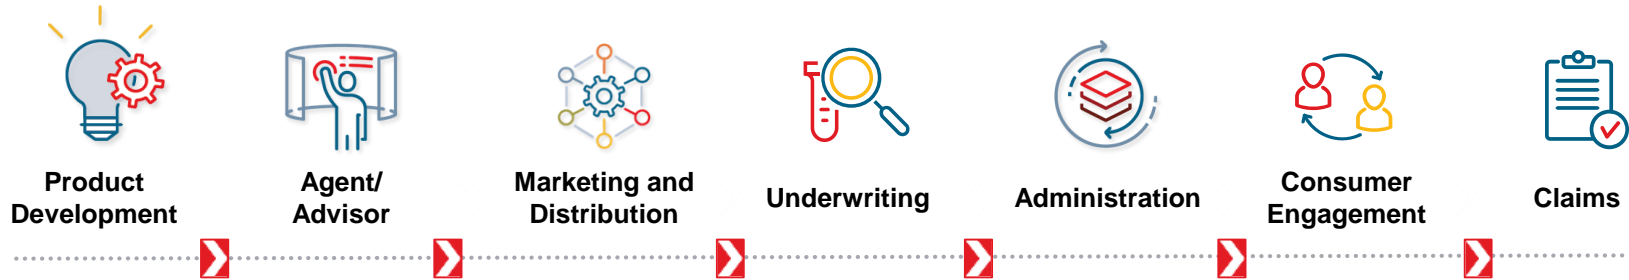 Product
Development
Agent/
Advisor
Marketing and
Distribution
Underwriting
Administration
Consumer
Engagement
Claims